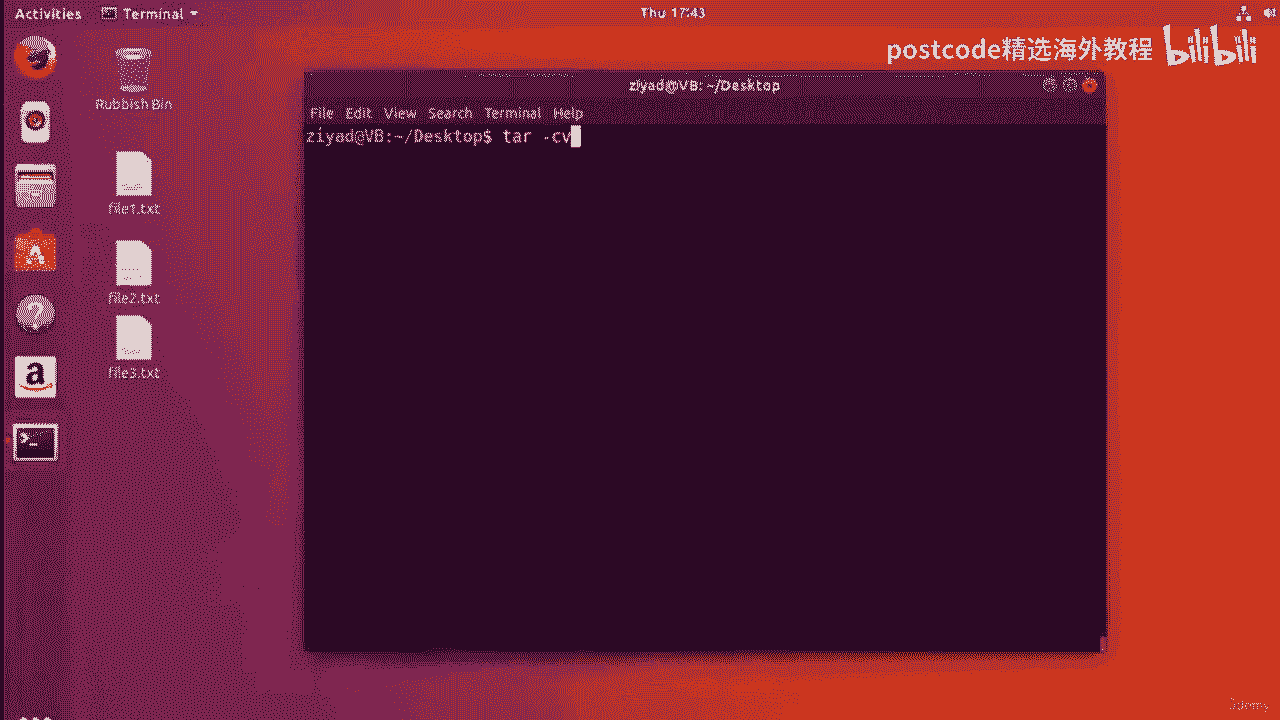 Activities Terminal Thu 17:43
postcode精选海外教程 bilibili
Rubbish Bin
ziyad@VB: ~/Desktop
File Edit View Search Terminal Help
ziyad@VB:~/Desktop$ tar -cv
file1.txt
file2.txt
file3.txt
a
Udemy